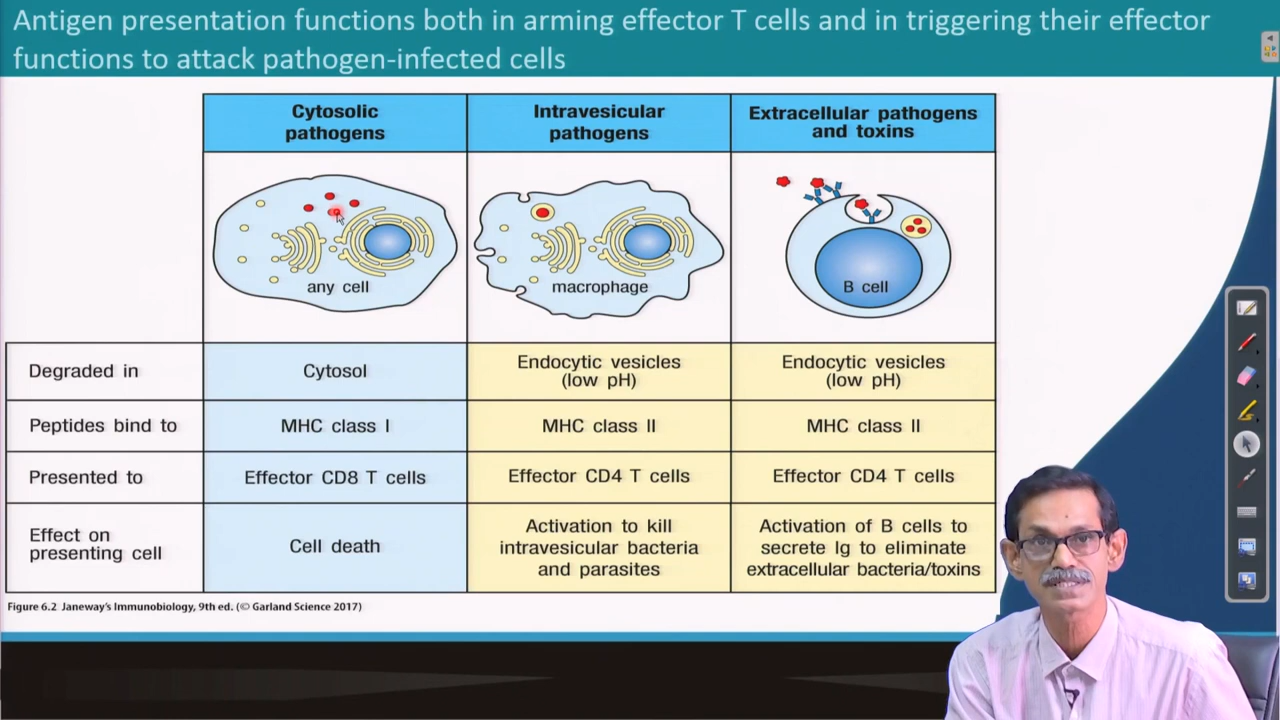 Antigen presentation functions both in arming effector T cells and in triggering their effector
functions to attack pathogen-infected cells
Cytosolic
pathogens
Intravesicular
pathogens
Extracellular pathogens
and toxins
any cell
macrophage
B cell
Degraded in
Cytosol
Endocytic vesicles
(low pH)
Endocytic vesicles
(low pH)
Peptides bind to
MHC class I
MHC class II
MHC class II
Presented to
Effector CD8 T cells
Effector CD4 T cells
Effector CD4 T cells
Effect on
presenting cell
Cell death
Activation to kill
intravesicular bacteria
and parasites
Activation of B cells to
secrete Ig to eliminate
extracellular bacteria/toxins
Figure 6.2 Janeway's Immunobiology, 9th ed. (© Garland Science 2017)